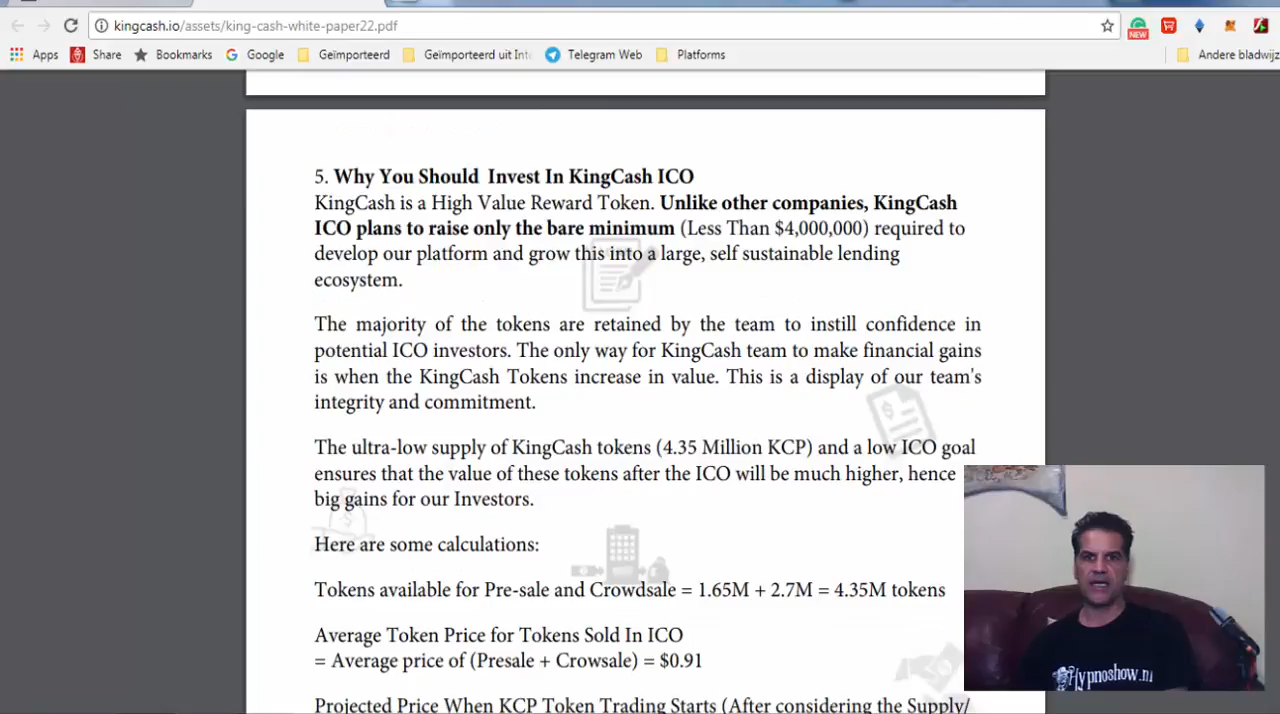 kingcash.io/assets/king-cash-white-paper22.pdf
NEW
Apps Share Bookmarks Google Geïmporteerd Geïmporteerd uit Int Telegram Web Platforms Andere bladwijz
5. Why You Should Invest In KingCash ICO
KingCash is a High Value Reward Token. Unlike other companies, KingCash
ICO plans to raise only the bare minimum (Less Than $4,000,000) required to
develop our platform and grow this into a large, self sustainable lending
ecosystem.
The majority of the tokens are retained by the team to instill confidence in
potential ICO investors. The only way for KingCash team to make financial gains
is when the KingCash Tokens increase in value. This is a display of our team's
integrity and commitment.
The ultra-low supply of KingCash tokens (4.35 Million KCP) and a low ICO goal
ensures that the value of these tokens after the ICO will be much higher, hence
big gains for our Investors.
Here are some calculations:
Tokens available for Pre-sale and Crowdsale = 1.65M + 2.7M = 4.35M tokens
Average Token Price for Tokens Sold In ICO
= Average price of (Presale + Crowsale) = $0.91
Projected Price When KCP Token Trading Starts (After considering the Supply/
Hypnoshow.nl